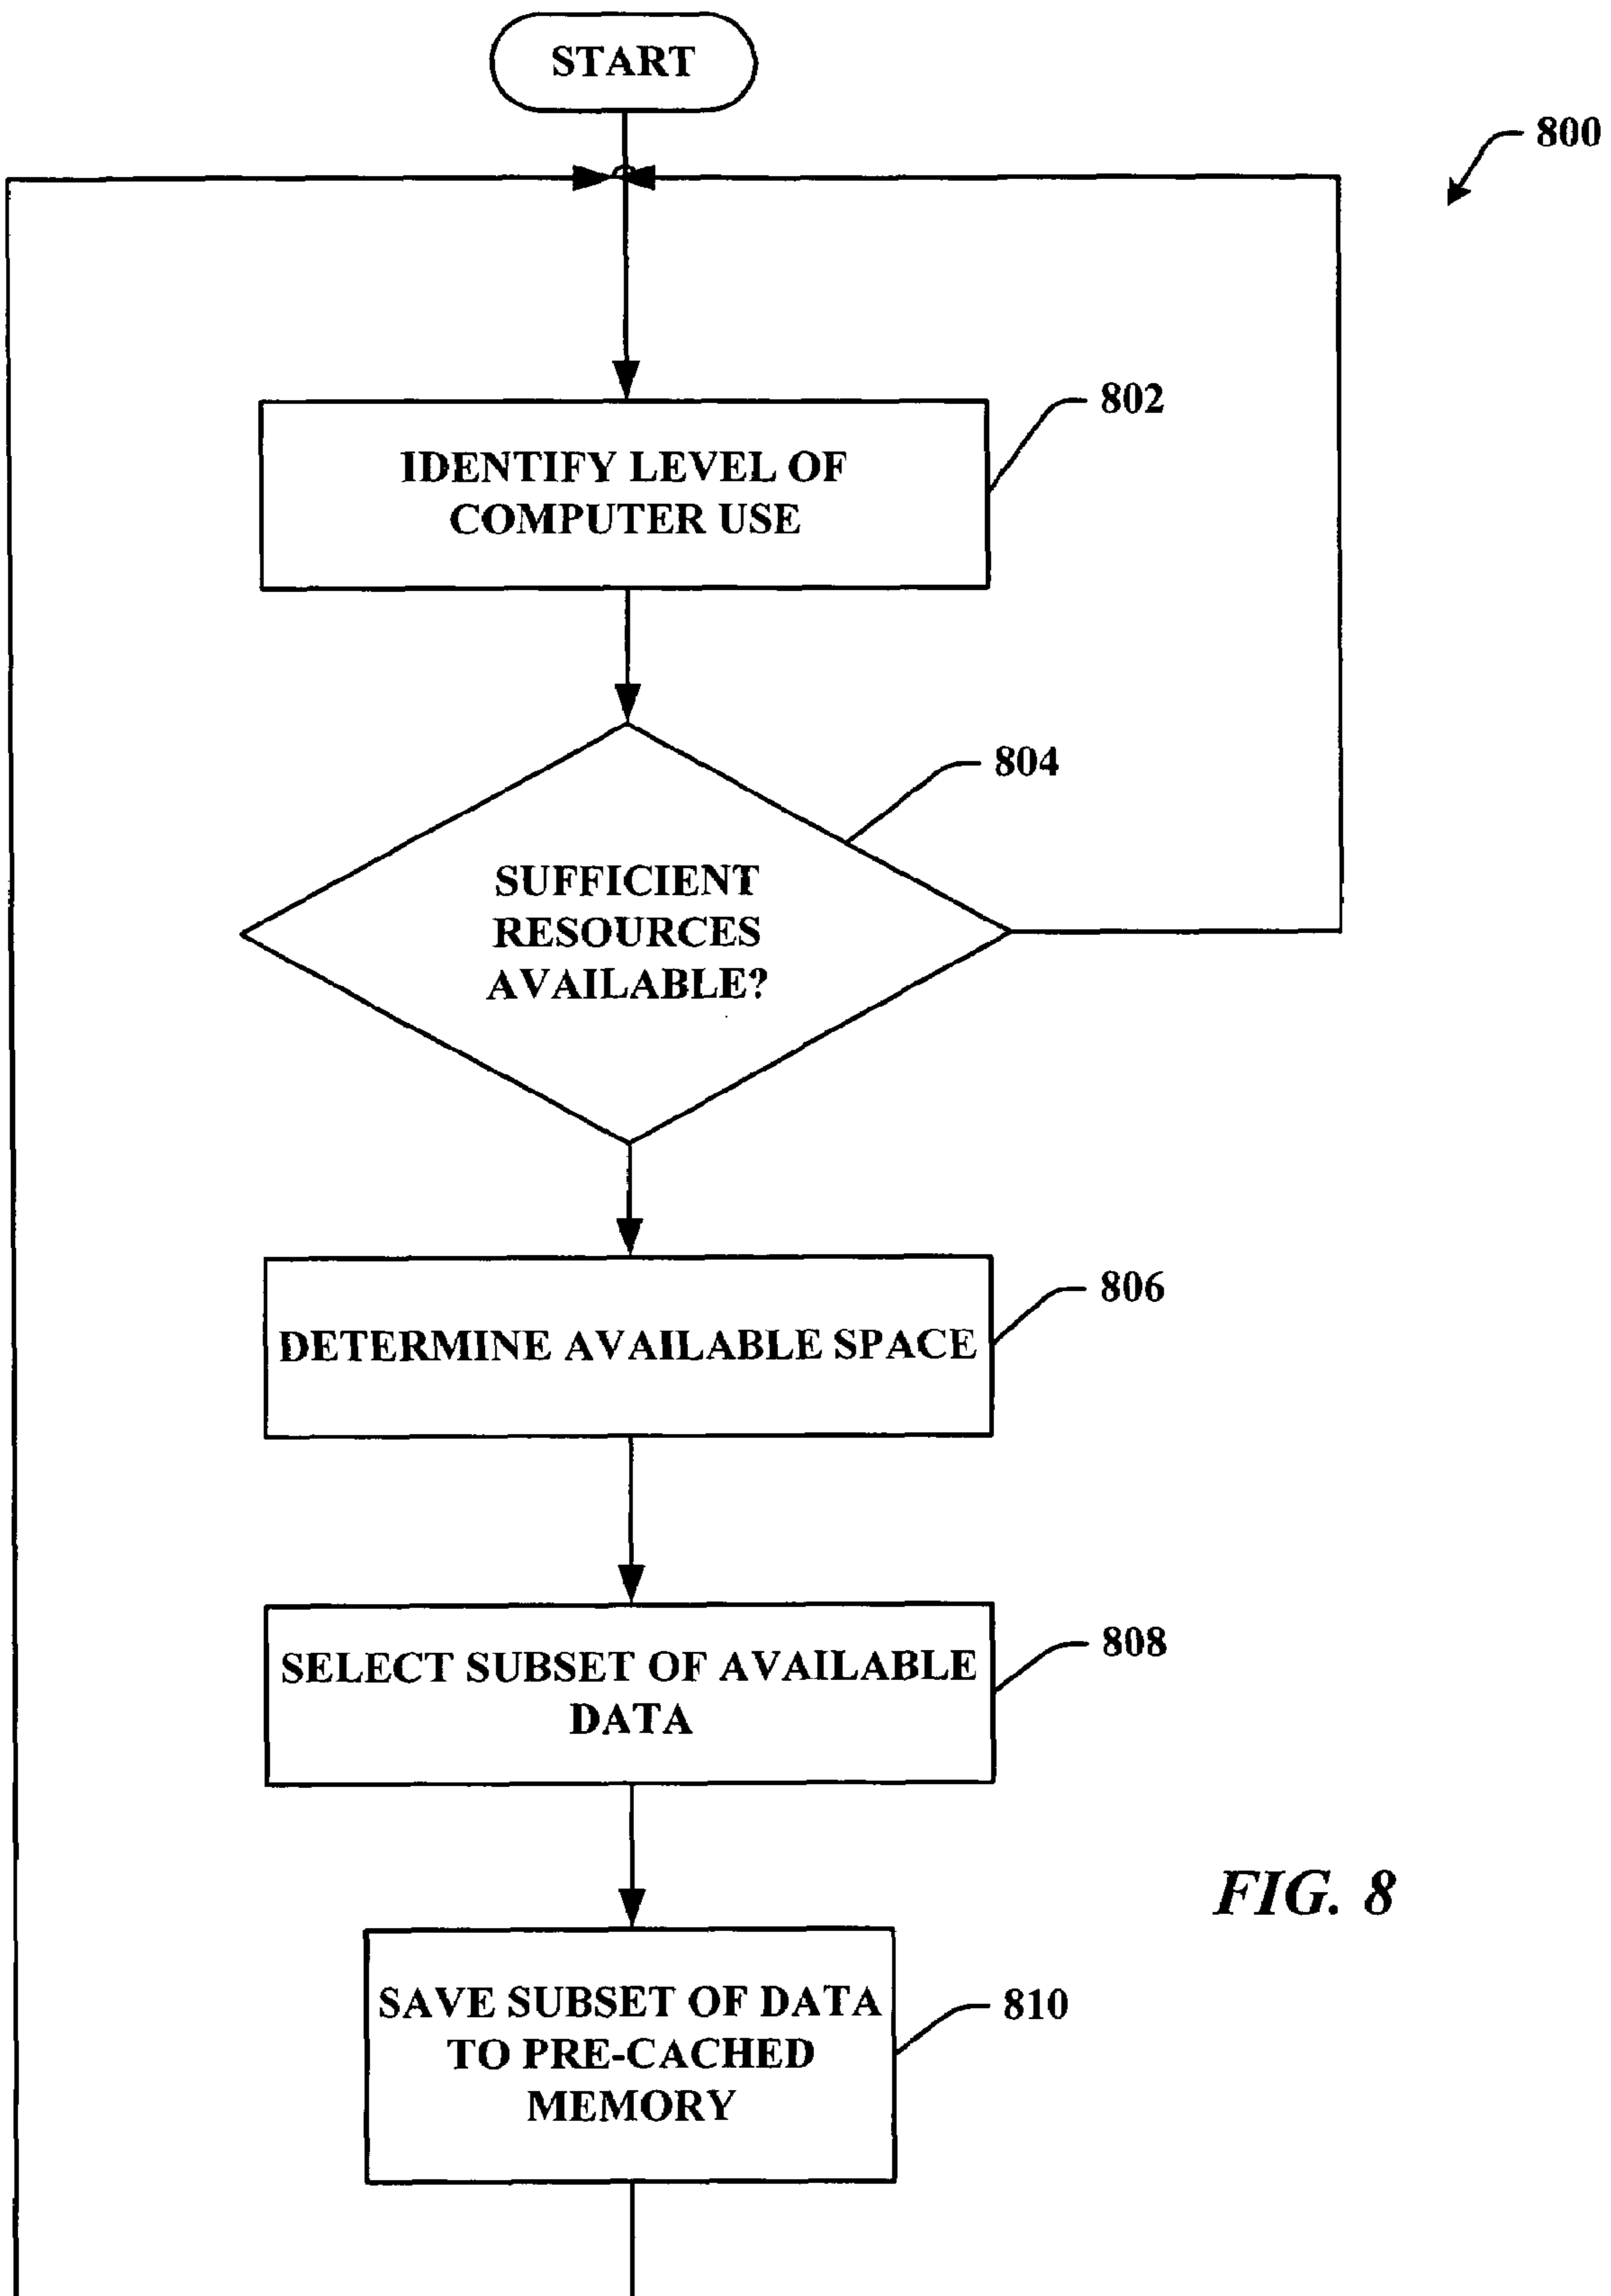 START
800
802
IDENTIFY LEVEL OF
COMPUTER USE
804
SUFFICIENT
RESOURCES
AVAILABLE?
806
DETERMINE AVAILABLE SPACE
808
SELECT SUBSET OF AVAILABLE
DATA
FIG. 8
SAVE SUBSET OF DATA
TO PRE-CACHED
MEMORY
810